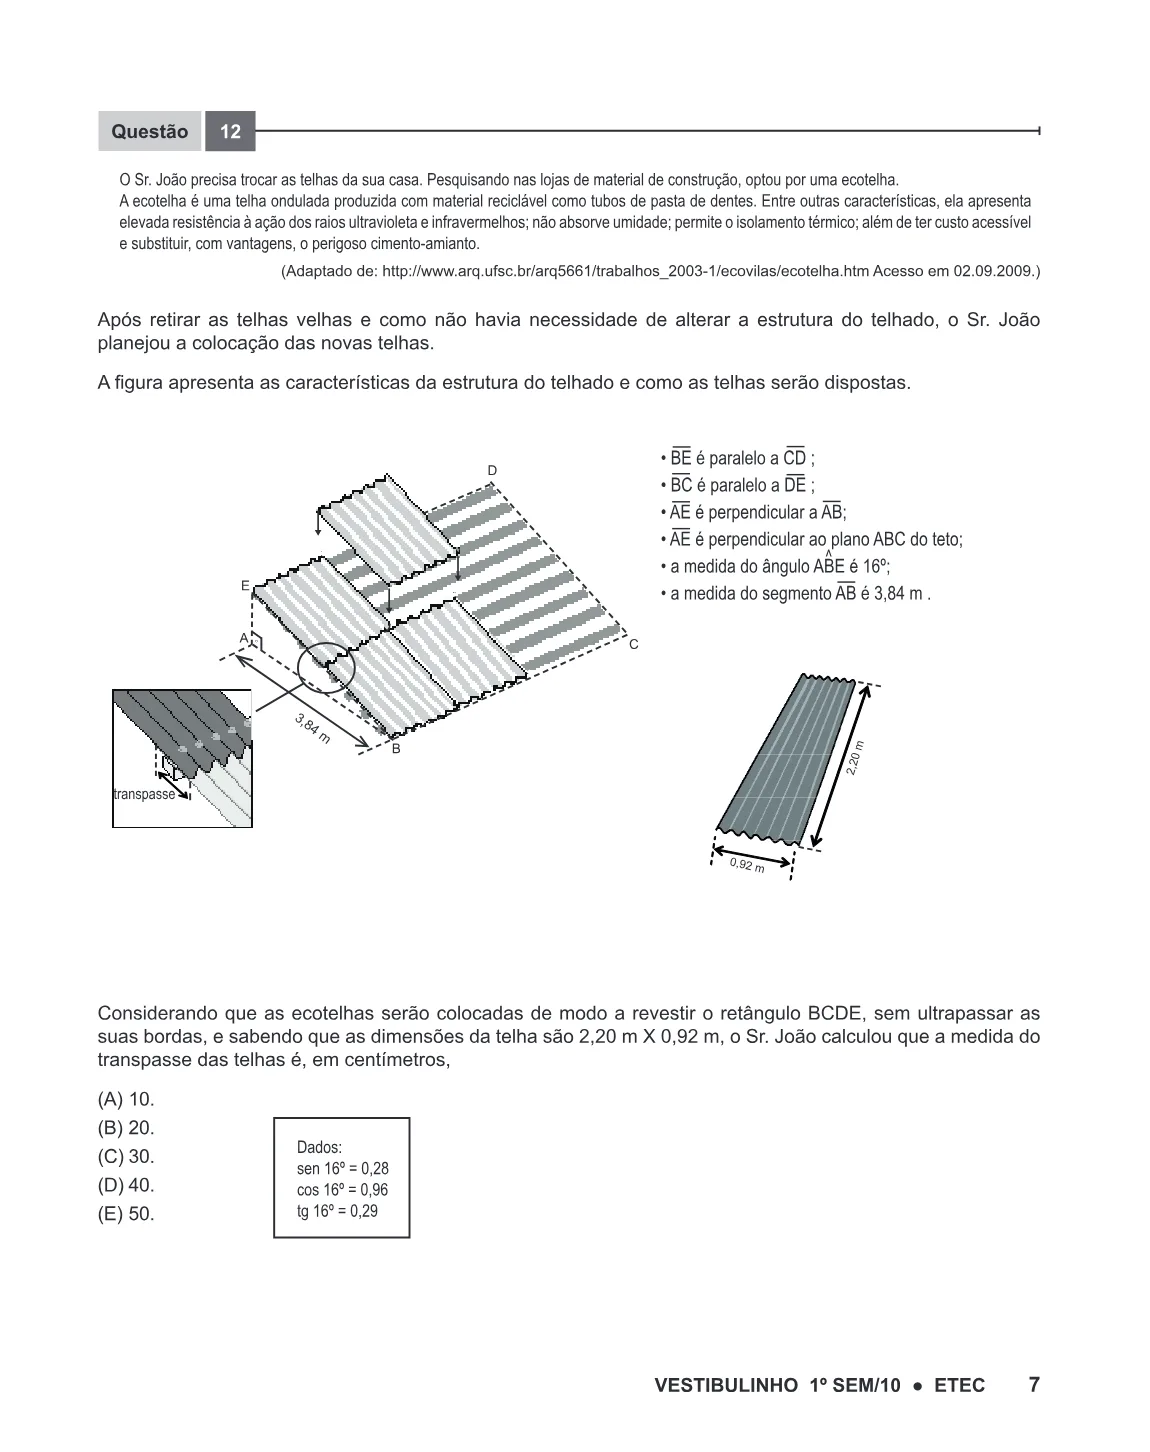 Questão 12
O Sr. João precisa trocar as telhas da sua casa. Pesquisando nas lojas de material de construção, optou por uma ecotelha.
A ecotelha é uma telha ondulada produzida com material reciclável como tubos de pasta de dentes. Entre outras características, ela apresenta
elevada resistência à ação dos raios ultravioleta e infravermelhos; não absorve umidade; permite o isolamento térmico; além de ter custo acessível
e substituir, com vantagens, o perigoso cimento-amianto.
(Adaptado de: http://www.arq.ufsc.br/arq5661/trabalhos_2003-1/ecovilas/ecotelha.htm Acesso em 02.09.2009.)
Após retirar as telhas velhas e como não havia necessidade de alterar a estrutura do telhado, o Sr. João
planejou a colocação das novas telhas.
A figura apresenta as características da estrutura do telhado e como as telhas serão dispostas.
D
E
A
C
B
3,84 m
transpasse
• BE é paralelo a CD ;
• BC é paralelo a DE ;
• AE é perpendicular a AB;
• AE é perpendicular ao plano ABC do teto;
• a medida do ângulo AB̂E é 16º;
• a medida do segmento AB é 3,84 m .
2,20 m
0,92 m
Considerando que as ecotelhas serão colocadas de modo a revestir o retângulo BCDE, sem ultrapassar as
suas bordas, e sabendo que as dimensões da telha são 2,20 m X 0,92 m, o Sr. João calculou que a medida do
transpasse das telhas é, em centímetros,
(A) 10.
(B) 20.
(C) 30.
(D) 40.
(E) 50.
Dados:
sen 16º = 0,28
cos 16º = 0,96
tg 16º = 0,29
VESTIBULINHO 1º SEM/10 ● ETEC 7